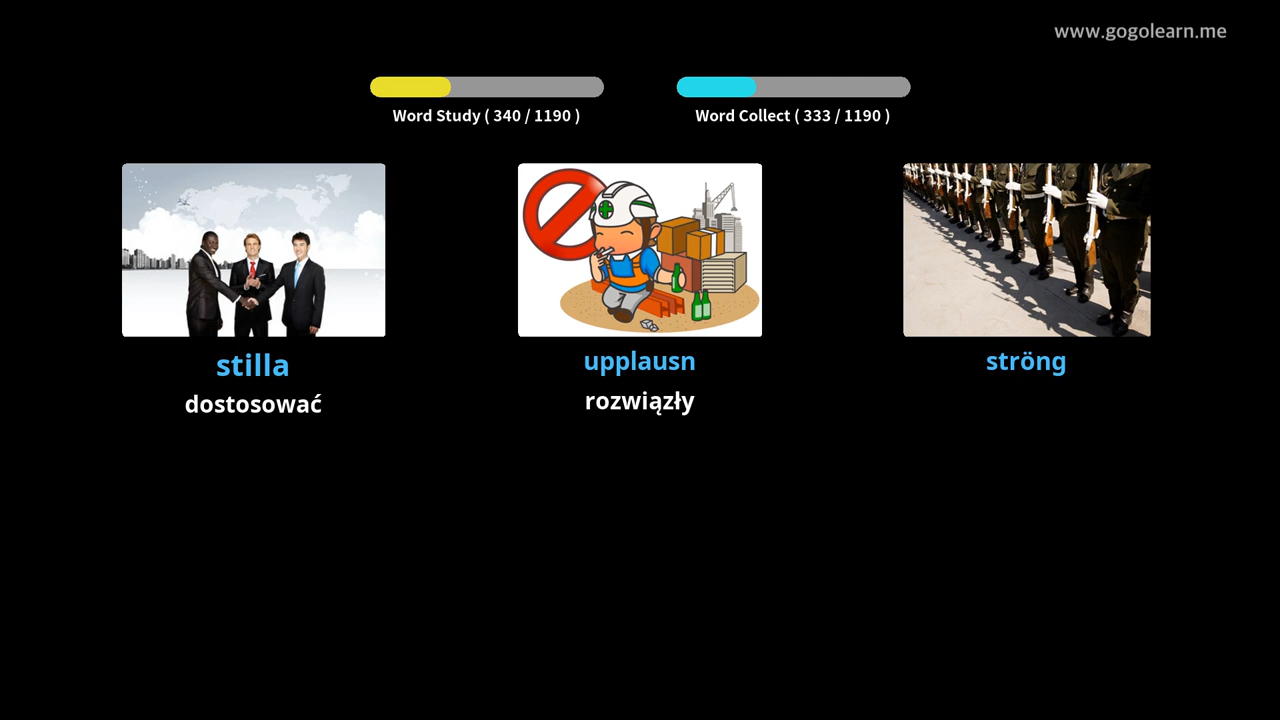 www.gogolearn.me
Word Study ( 340 / 1190 )
Word Collect ( 333 / 1190 )
stilla
dostosować
upplausn
rozwiązły
ströng